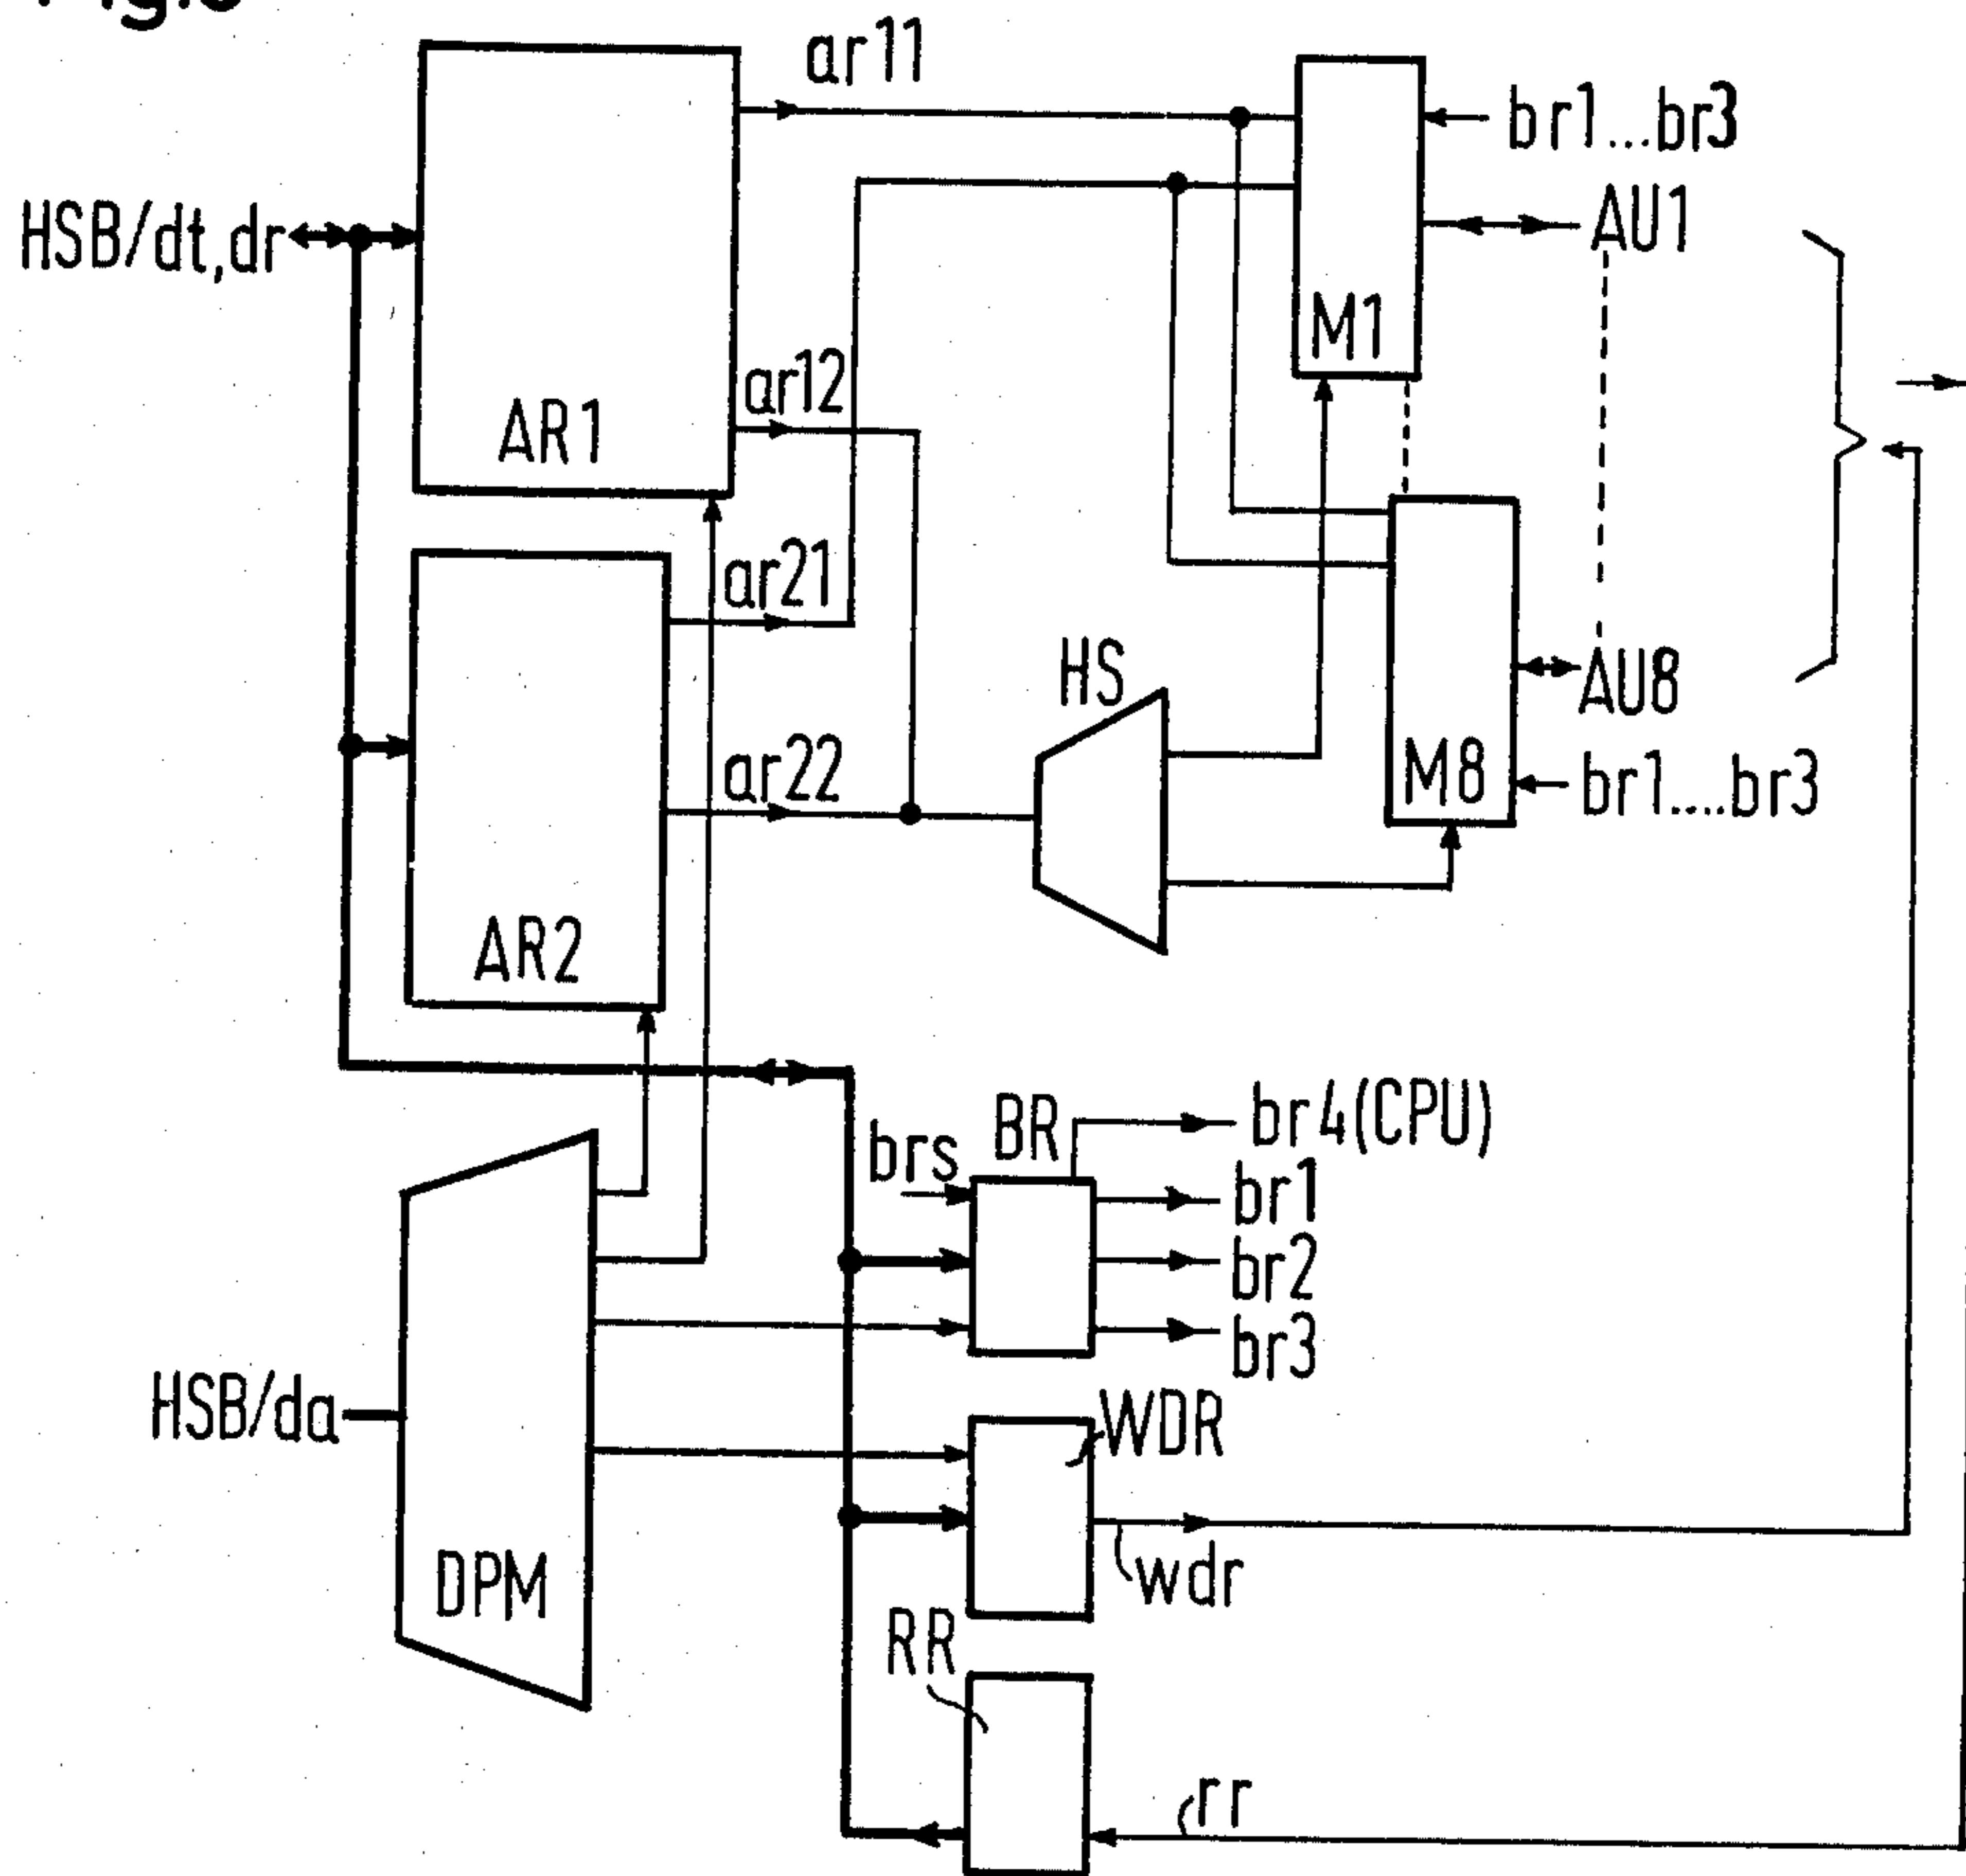 ar11
br1...br3
HSB/dt,dr
AU1
M1
ar12
AR1
ar21
HS
AU8
ar22
M8
br1....br3
AR2
BR
br4(CPU)
brs
br1
br2
br3
HSB/da
WDR
DPM
wdr
RR
rr